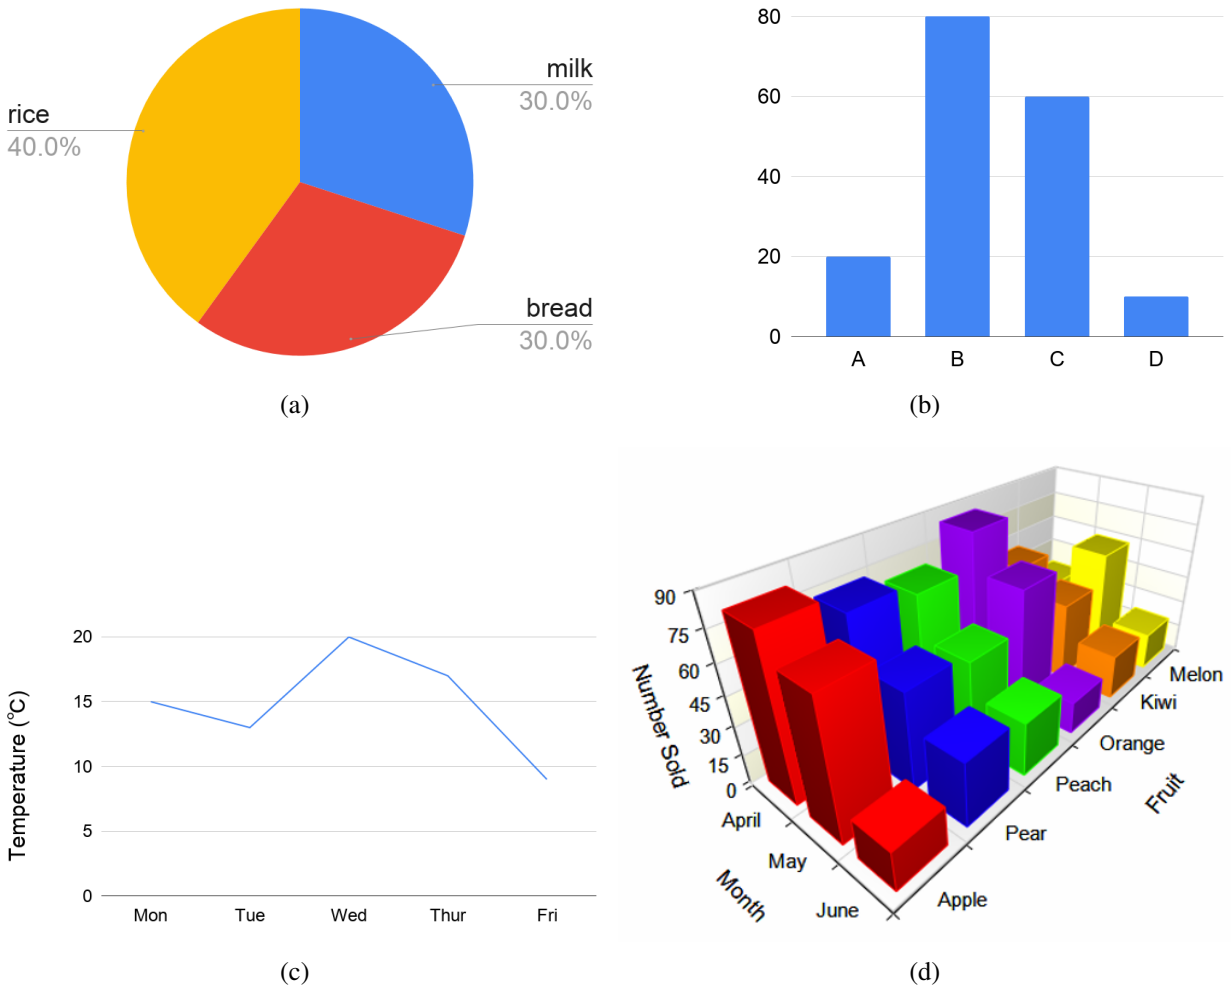 milk
30.0%
rice
40.0%
bread
30.0%
(a)
80
60
40
20
0
A B C D
(b)
Temperature (°C)
20
15
10
5
0
Mon Tue Wed Thur Fri
(c)
Number Sold
90
75
60
45
30
15
0
April
May
June
Month
Apple
Pear
Peach
Orange
Kiwi
Melon
Fruit
(d)